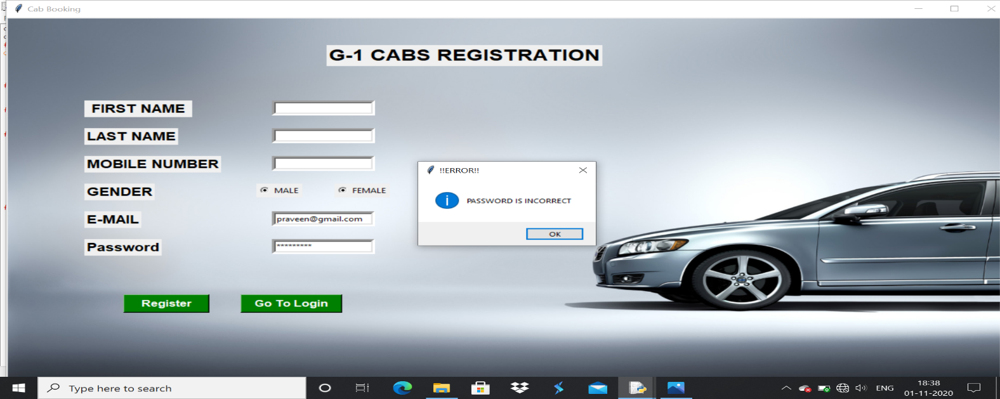 Cab Booking
G-1 CABS REGISTRATION
FIRST NAME
LAST NAME
MOBILE NUMBER
GENDER MALE FEMALE
E-MAIL praveen@gmail.com
Password *********
Register Go To Login
!!ERROR!!
PASSWORD IS INCORRECT
OK
Type here to search
ENG
18:38
01-11-2020